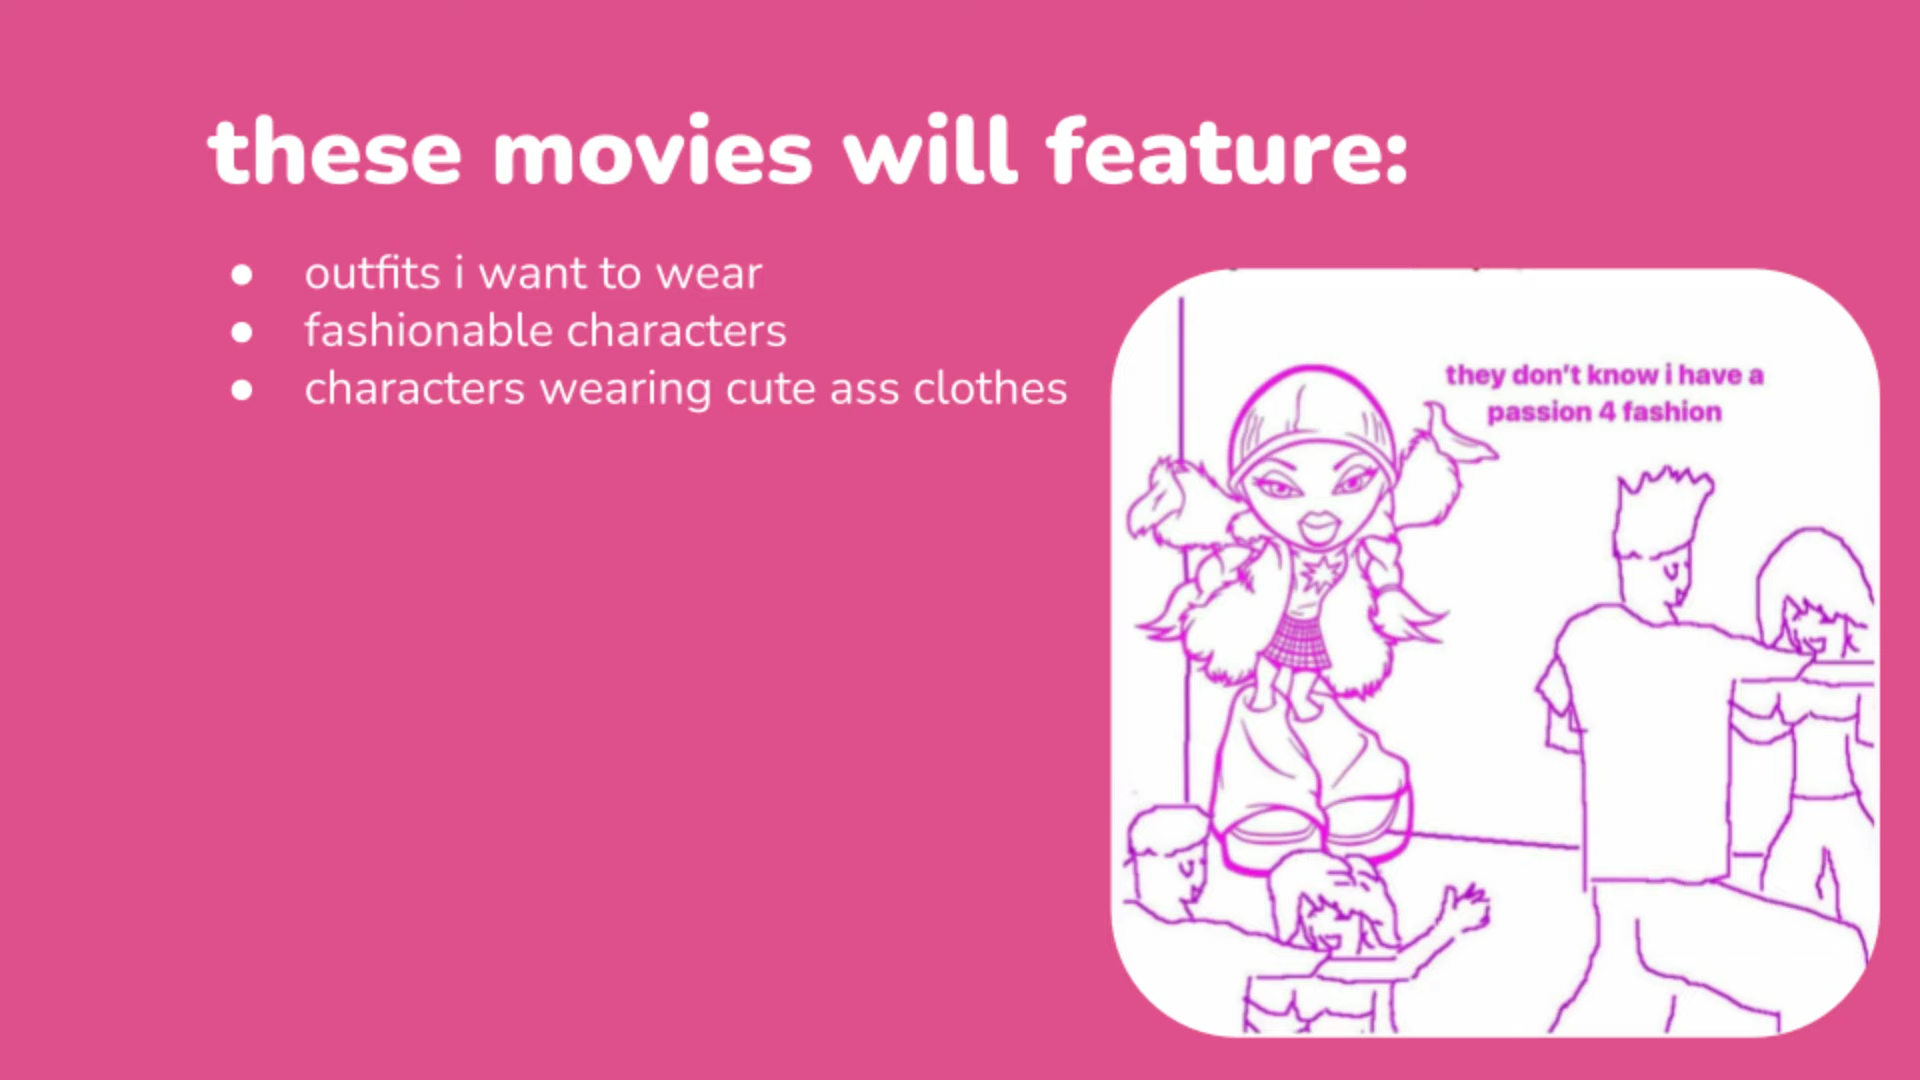 these movies will feature:
● outfits i want to wear
● fashionable characters
● characters wearing cute ass clothes
they don't know i have a
passion 4 fashion